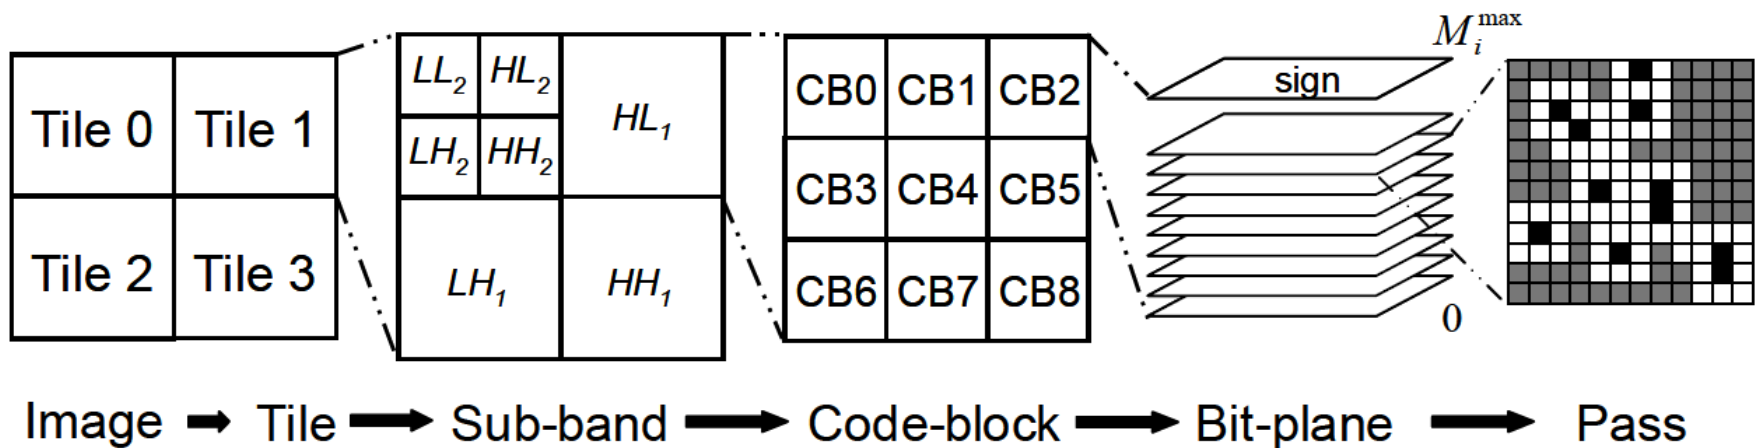 M_i^max
sign
0
Tile 0 Tile 1
Tile 2 Tile 3
LL2 HL2
LH2 HH2
HL1
LH1 HH1
CB0 CB1 CB2
CB3 CB4 CB5
CB6 CB7 CB8
Image → Tile → Sub-band → Code-block → Bit-plane → Pass